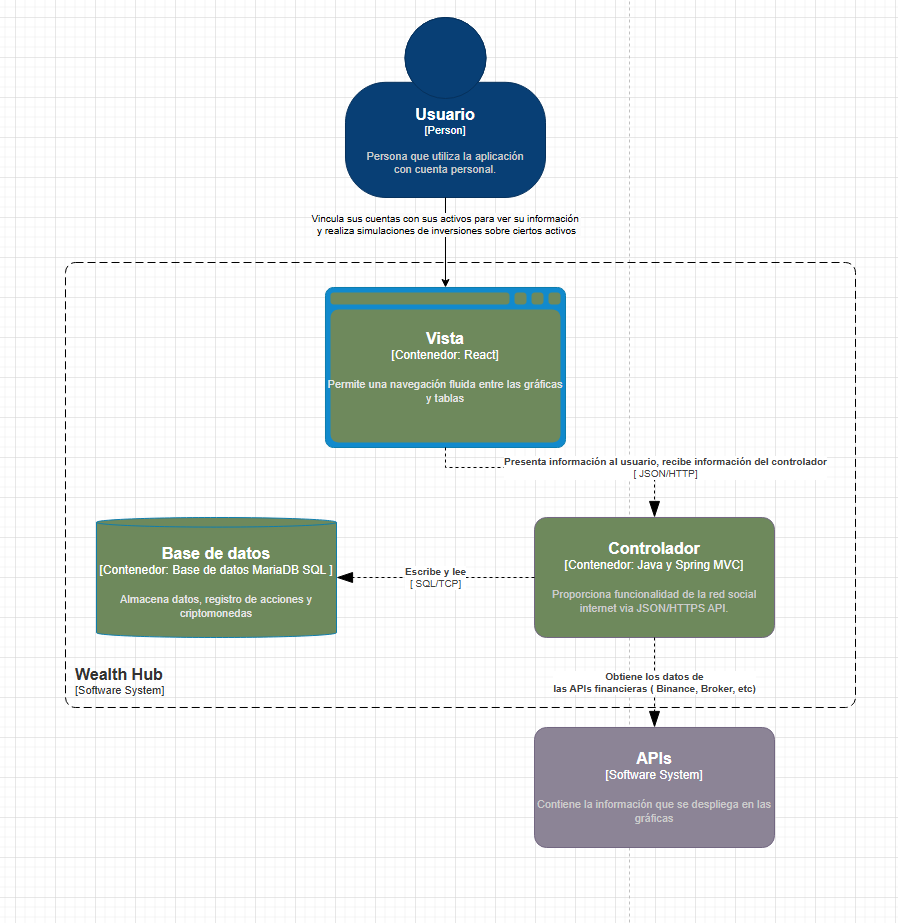 Usuario
[Person]
Persona que utiliza la aplicación
con cuenta personal.
Vincula sus cuentas con sus activos para ver su información
y realiza simulaciones de inversiones sobre ciertos activos
Vista
[Contenedor: React]
Permite una navegación fluida entre las gráficas
y tablas
Presenta información al usuario, recibe información del controlador
[ JSON/HTTP]
Base de datos
[Contenedor: Base de datos MariaDB SQL ]
Almacena datos, registro de acciones y
criptomonedas
Escribe y lee
[ SQL/TCP]
Controlador
[Contenedor: Java y Spring MVC]
Proporciona funcionalidad de la red social
internet via JSON/HTTPS API.
Wealth Hub
[Software System]
Obtiene los datos de
las APIs financieras ( Binance, Broker, etc)
APIs
[Software System]
Contiene la información que se despliega en las
gráficas